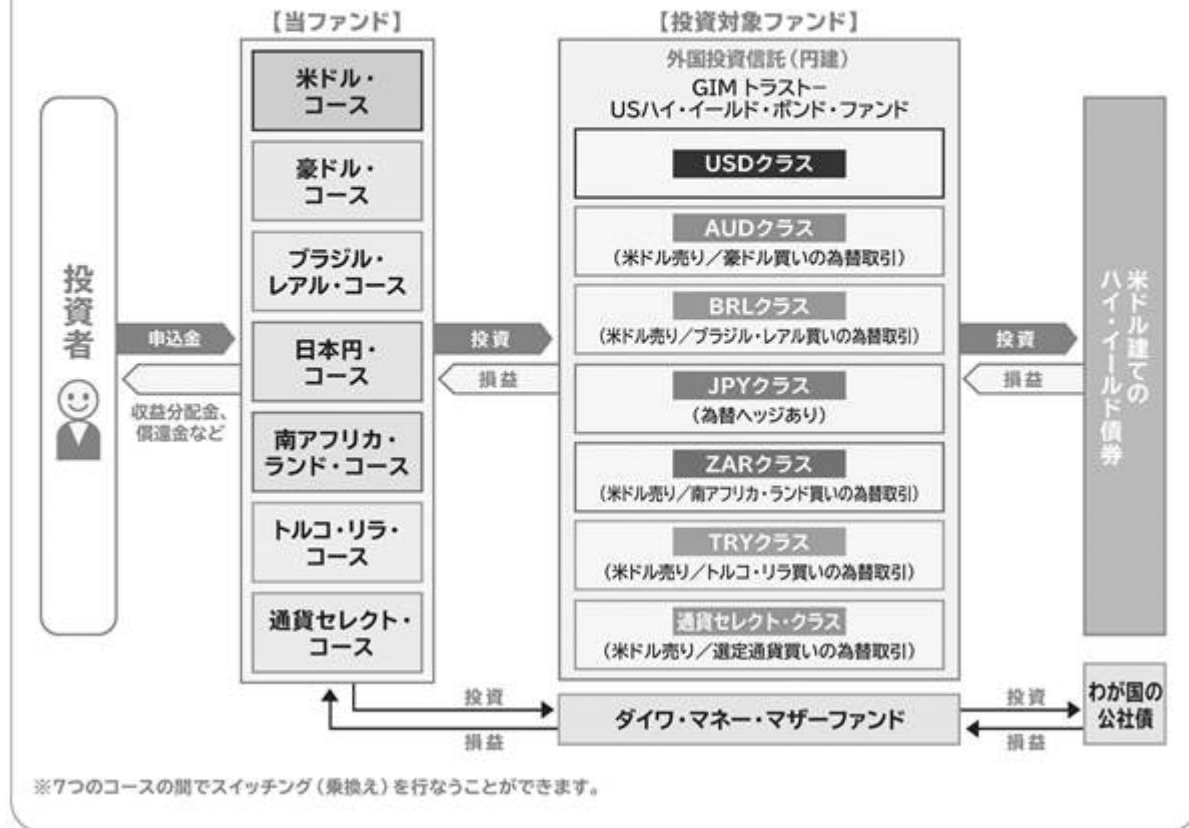 【当ファンド】
【投資対象ファンド】
投資者
申込金
収益分配金、
償還金など
米ドル・
コース
豪ドル・
コース
ブラジル・
レアル・コース
日本円・
コース
南アフリカ・
ランド・コース
トルコ・リラ・
コース
通貨セレクト・
コース
投資
損益
外国投資信託(円建)
GIM トラスト−
USハイ・イールド・ボンド・ファンド
USDクラス
AUDクラス
(米ドル売り/豪ドル買いの為替取引)
BRLクラス
(米ドル売り/ブラジル・レアル買いの為替取引)
JPYクラス
(為替ヘッジあり)
ZARクラス
(米ドル売り/南アフリカ・ランド買いの為替取引)
TRYクラス
(米ドル売り/トルコ・リラ買いの為替取引)
通貨セレクト・クラス
(米ドル売り/選定通貨買いの為替取引)
投資
損益
米ドル建ての
ハイ・イールド債券
投資
損益
ダイワ・マネー・マザーファンド
投資
損益
わが国の
公社債
※7つのコースの間でスイッチング(乗換え)を行なうことができます。